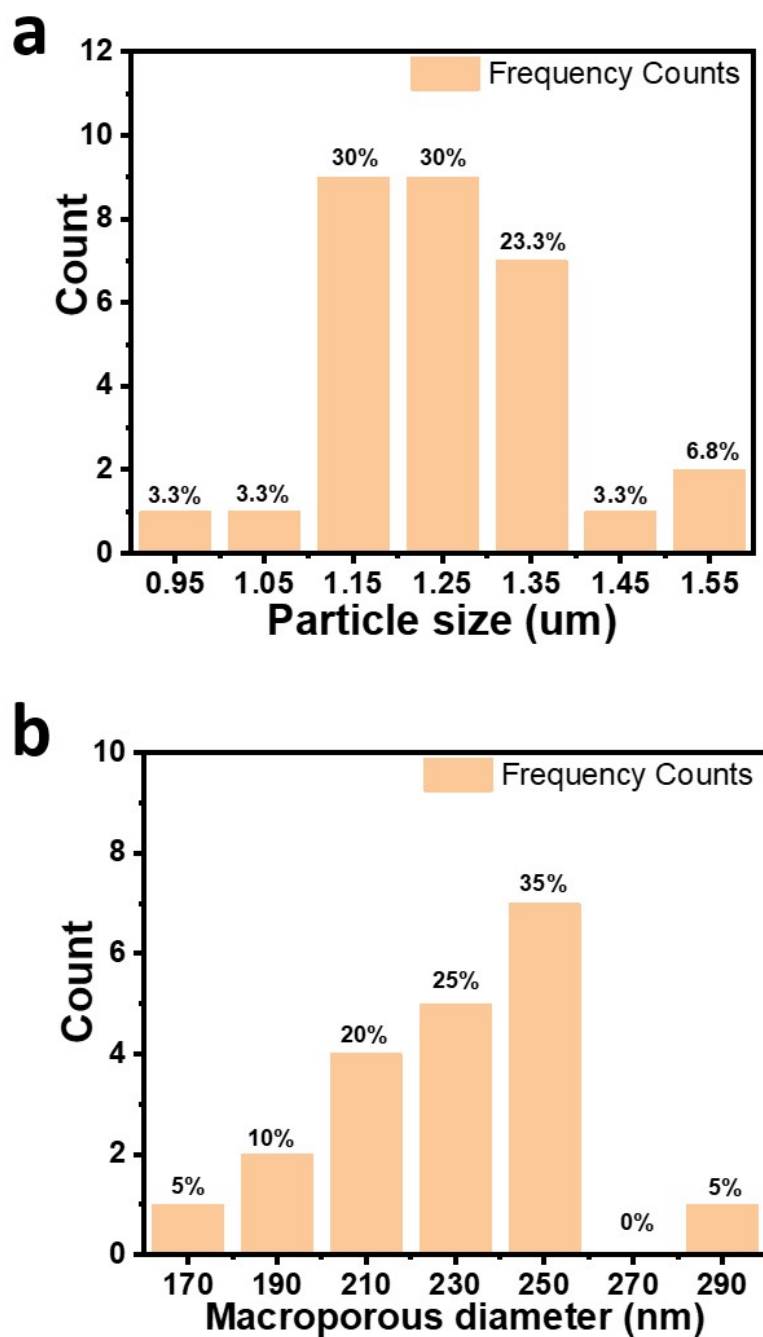 a
12
Frequency Counts
10
30% 30%
8
23.3%
Count
6
4
2
6.8%
3.3% 3.3% 3.3%
0
0.95 1.05 1.15 1.25 1.35 1.45 1.55
Particle size (um)
b
10
Frequency Counts
8
35%
6
25%
Count
20%
4
10%
2
5% 5%
0%
0
170 190 210 230 250 270 290
Macroporous diameter (nm)